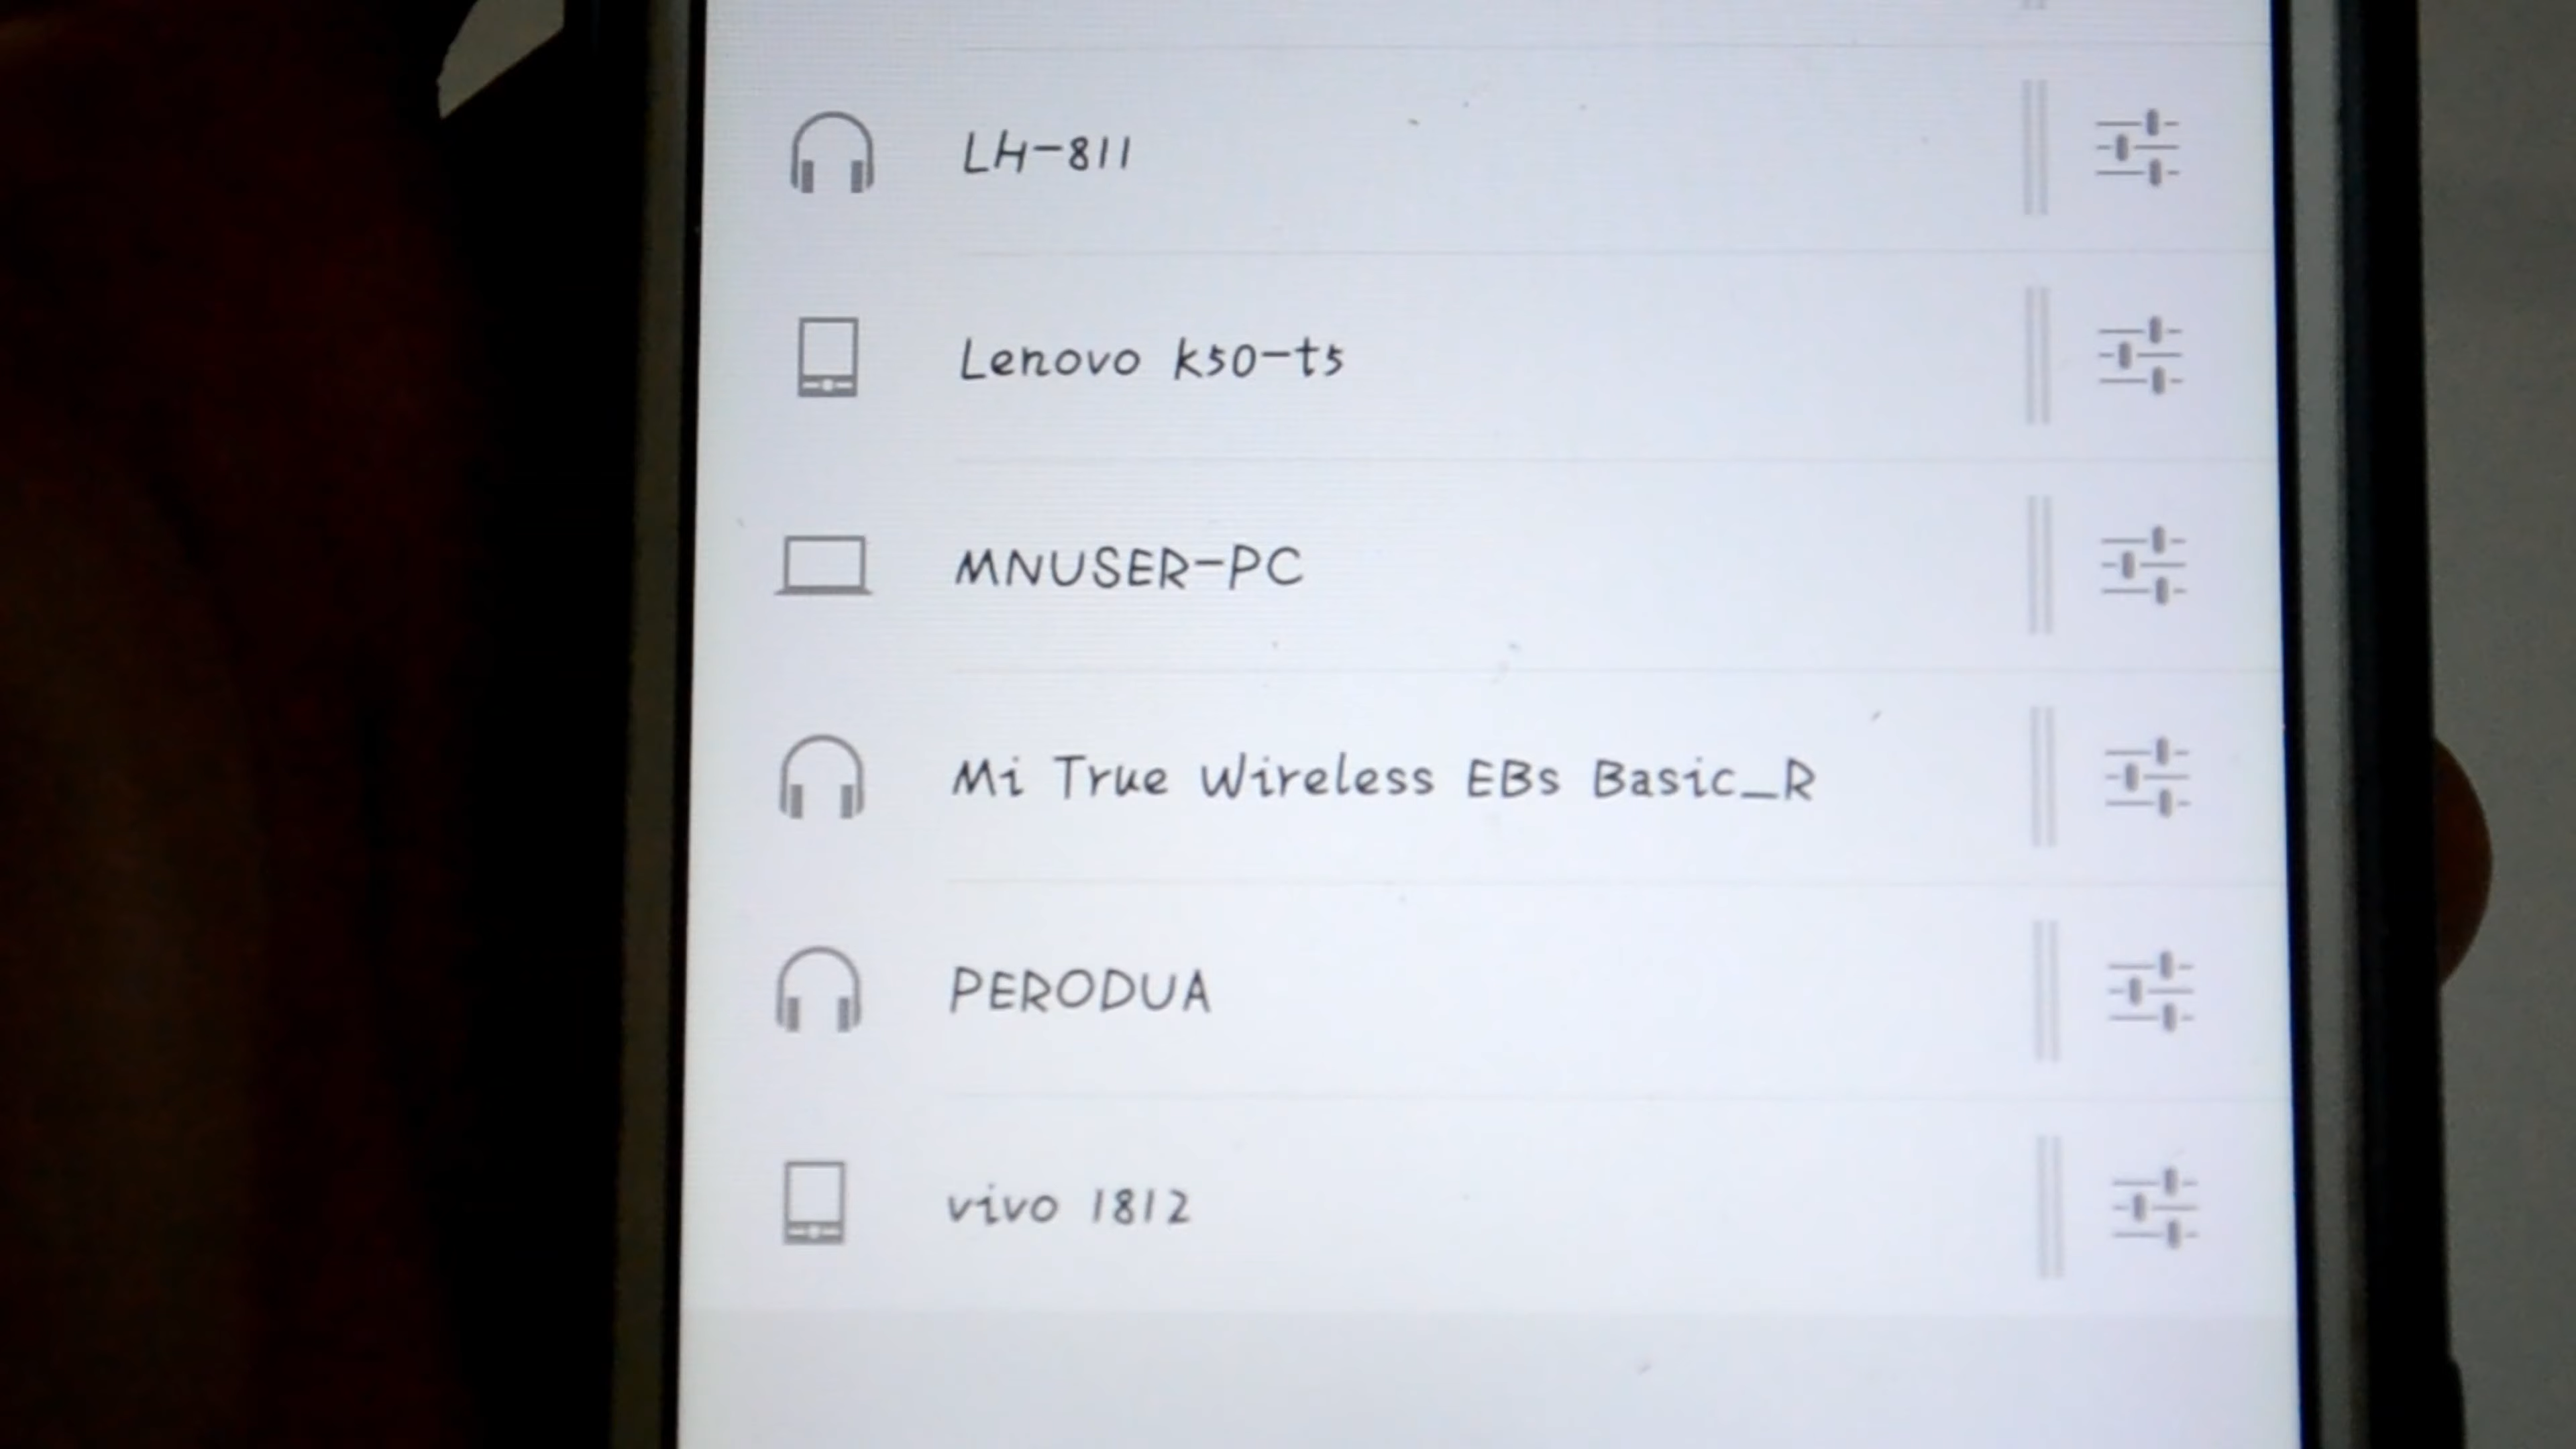 LH-811
Lenovo k50-t5
MNUSER-PC
Mi True Wireless EBs Basic_R
PERODUA
vivo 1812